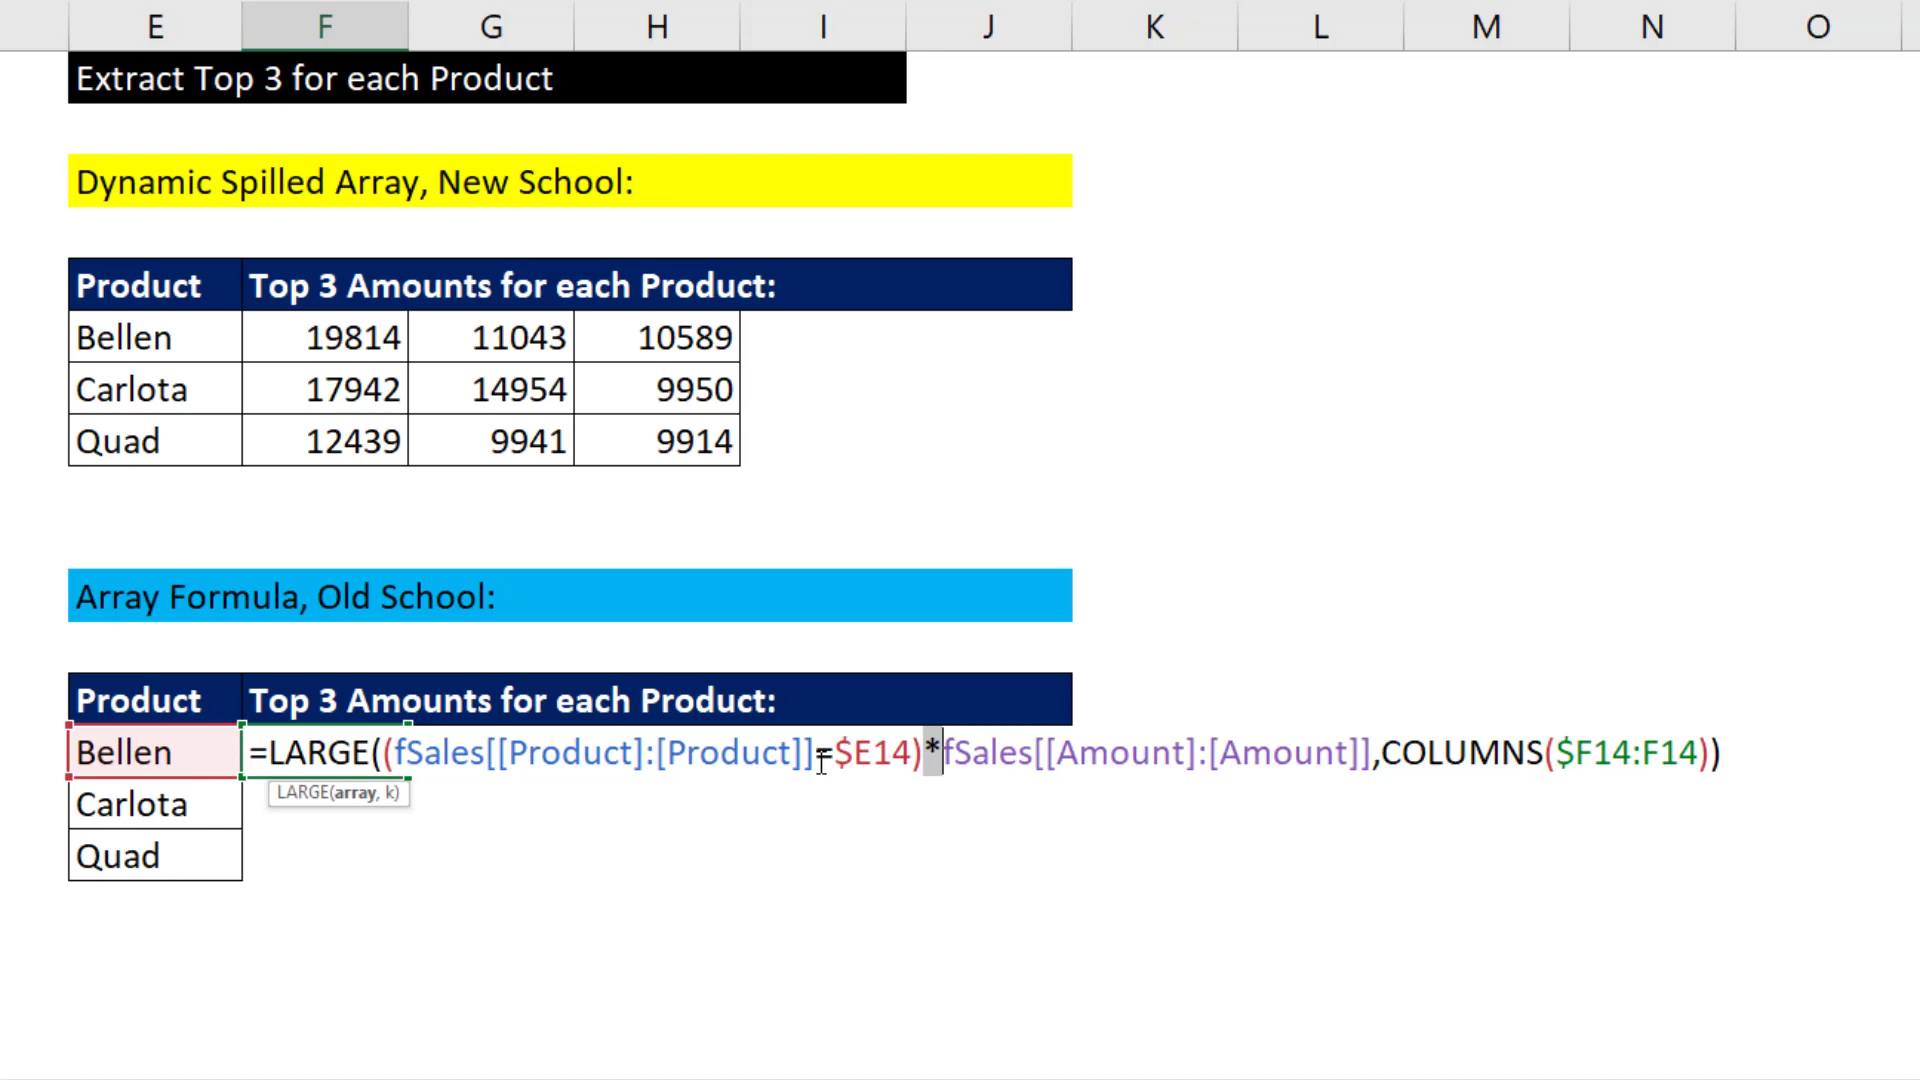 E F G H I J K L M N O
Extract Top 3 for each Product
Dynamic Spilled Array, New School:
Product Top 3 Amounts for each Product:
Bellen 19814 11043 10589
Carlota 17942 14954 9950
Quad 12439 9941 9914
Array Formula, Old School:
Product Top 3 Amounts for each Product:
Bellen =LARGE((fSales[[Product]:[Product]]=$E14)*fSales[[Amount]:[Amount]],COLUMNS($F14:F14))
LARGE(array, k)
Carlota
Quad